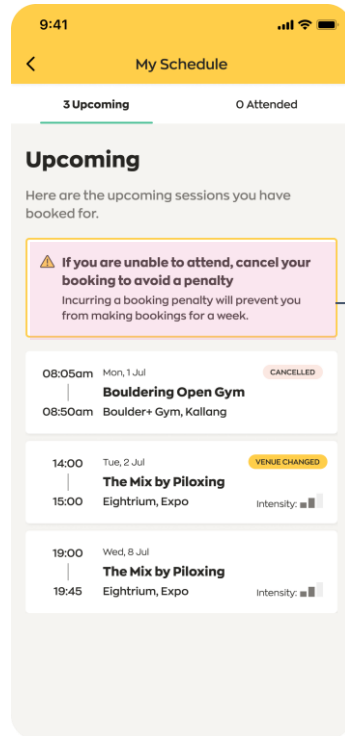 9:41
My Schedule
3 Upcoming
0 Attended
Upcoming
Here are the upcoming sessions you have
booked for.
If you are unable to attend, cancel your
booking to avoid a penalty
Incurring a booking penalty will prevent you
from making bookings for a week.
08:05am Mon, 1 Jul CANCELLED
Bouldering Open Gym
08:50am Boulder+ Gym, Kallang
14:00 Tue, 2 Jul VENUE CHANGED
The Mix by Piloxing
15:00 Eightrium, Expo Intensity:
19:00 Wed, 8 Jul
The Mix by Piloxing
19:45 Eightrium, Expo Intensity: